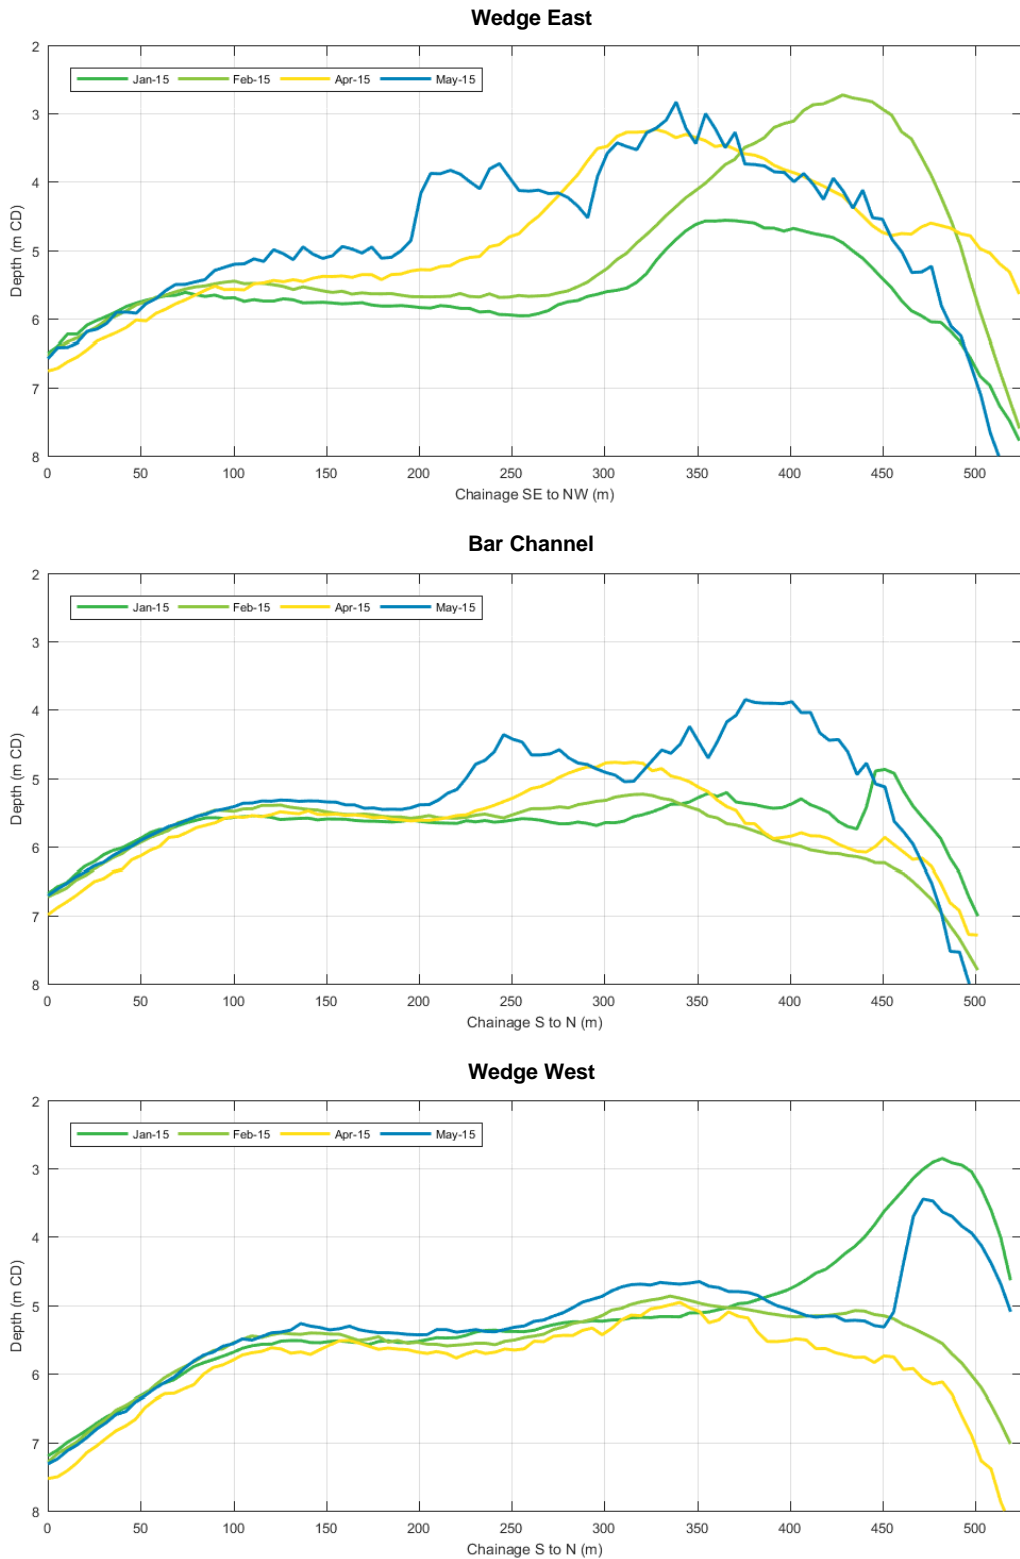 Wedge East
2
Jan-15 Feb-15 Apr-15 May-15
3
4
5
6
7
8
Depth (m CD)
0 50 100 150 200 250 300 350 400 450 500
Chainage SE to NW (m)
Bar Channel
2
Jan-15 Feb-15 Apr-15 May-15
3
4
5
6
7
8
Depth (m CD)
0 50 100 150 200 250 300 350 400 450 500
Chainage S to N (m)
Wedge West
2
Jan-15 Feb-15 Apr-15 May-15
3
4
5
6
7
8
Depth (m CD)
0 50 100 150 200 250 300 350 400 450 500
Chainage S to N (m)